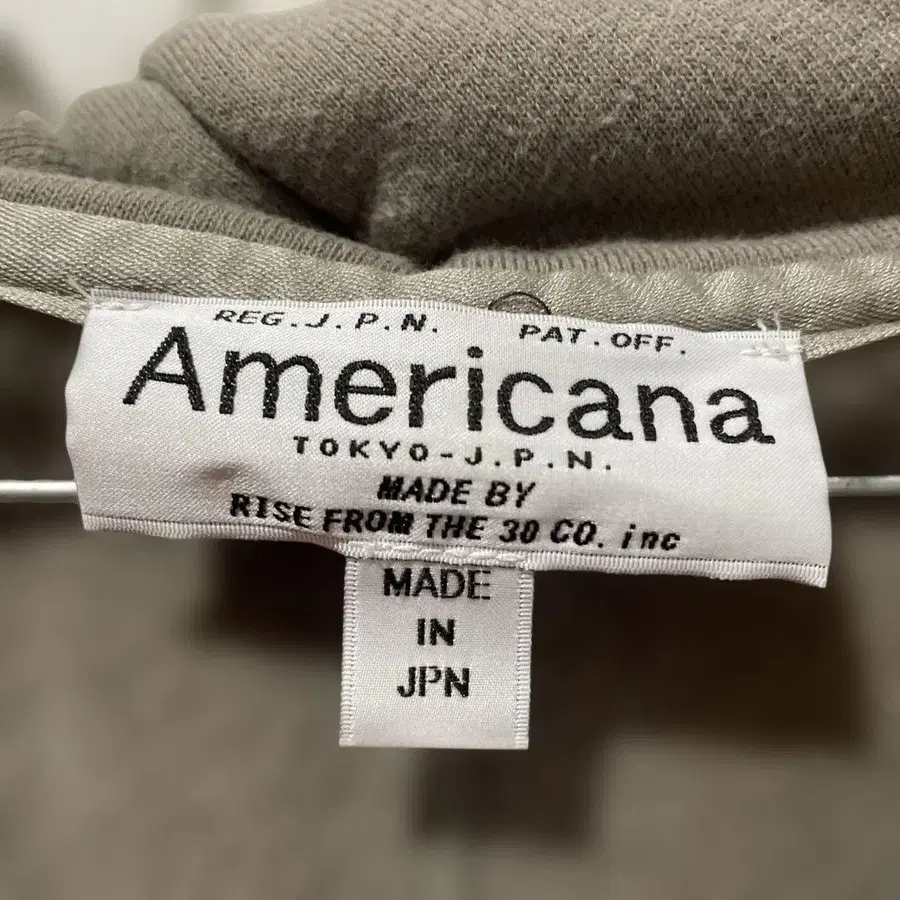 REG.J.P.N. PAT.OFF.
Americana
TOKYO-J.P.N.
MADE BY
RISE FROM THE 30 CO. inc
MADE
IN
JPN